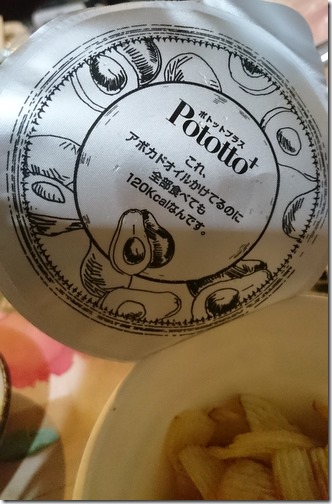 ポトットプラス
Pototto+
これ、
アボカドオイルかけてるのに
全部食べても
120kcalなんです。